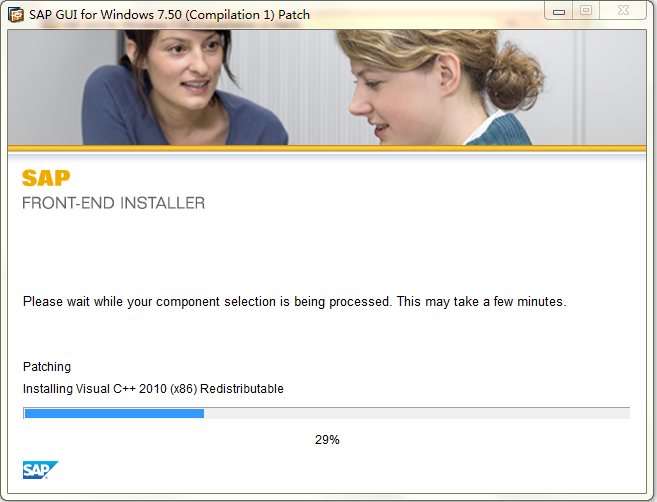 SAP GUI for Windows 7.50 (Compilation 1) Patch
SAP
FRONT-END INSTALLER
Please wait while your component selection is being processed. This may take a few minutes.
Patching
Installing Visual C++ 2010 (x86) Redistributable
29%
SAP